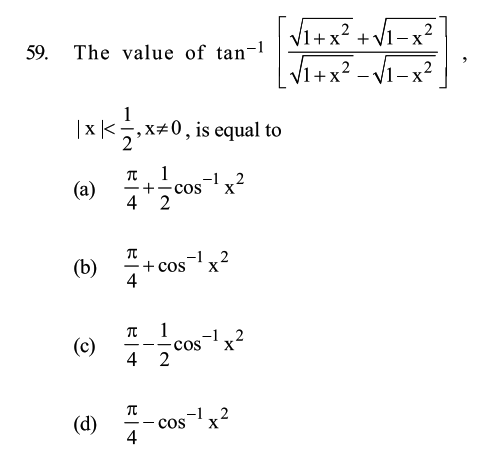 59. The value of tan⁻¹ [(√1+x² + √1−x²) / (√1+x² − √1−x²)] ,
|x|< 1/2, x≠0, is equal to
(a) π/4 + 1/2 cos⁻¹ x²
(b) π/4 + cos⁻¹ x²
(c) π/4 − 1/2 cos⁻¹ x²
(d) π/4 − cos⁻¹ x²